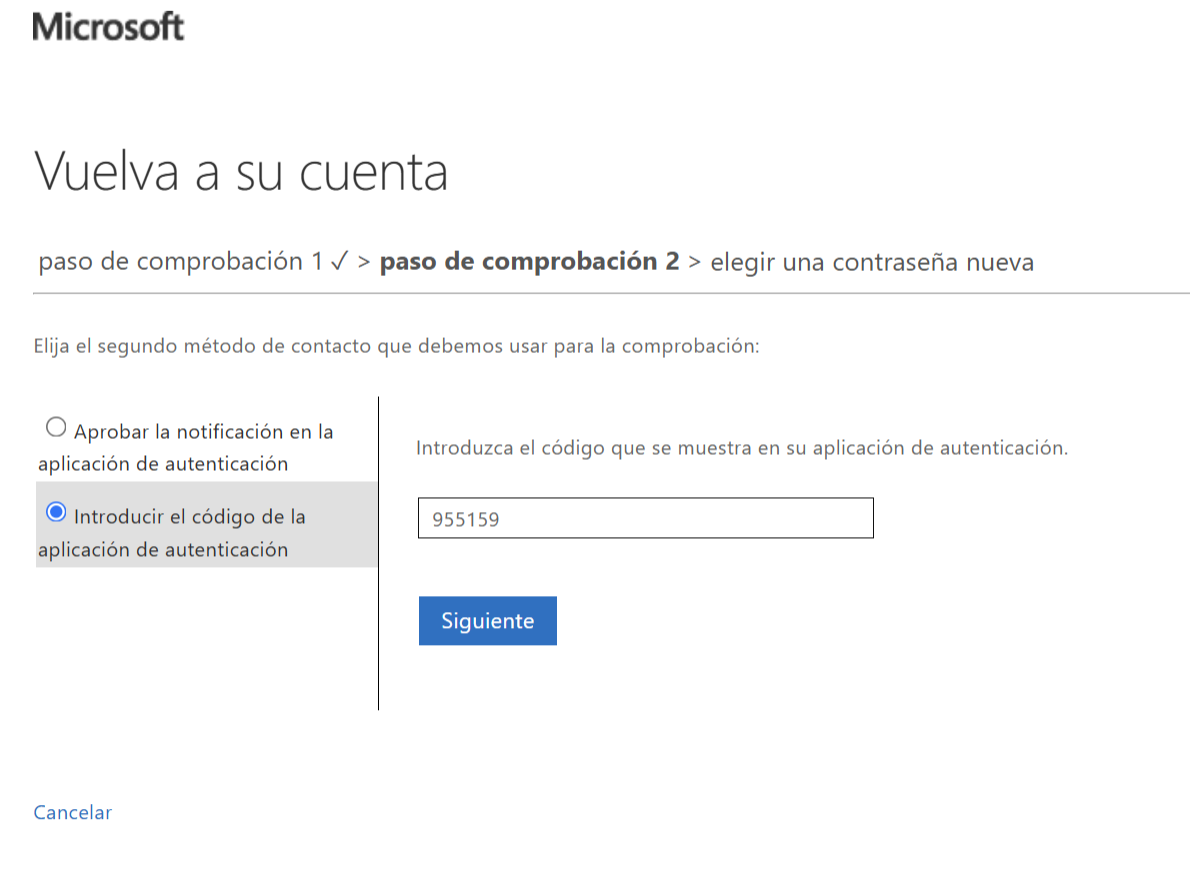 Microsoft
Vuelva a su cuenta
paso de comprobación 1 ✓ > paso de comprobación 2 > elegir una contraseña nueva
Elija el segundo método de contacto que debemos usar para la comprobación:
Aprobar la notificación en la
aplicación de autenticación
Introducir el código de la
aplicación de autenticación
Introduzca el código que se muestra en su aplicación de autenticación.
955159
Siguiente
Cancelar